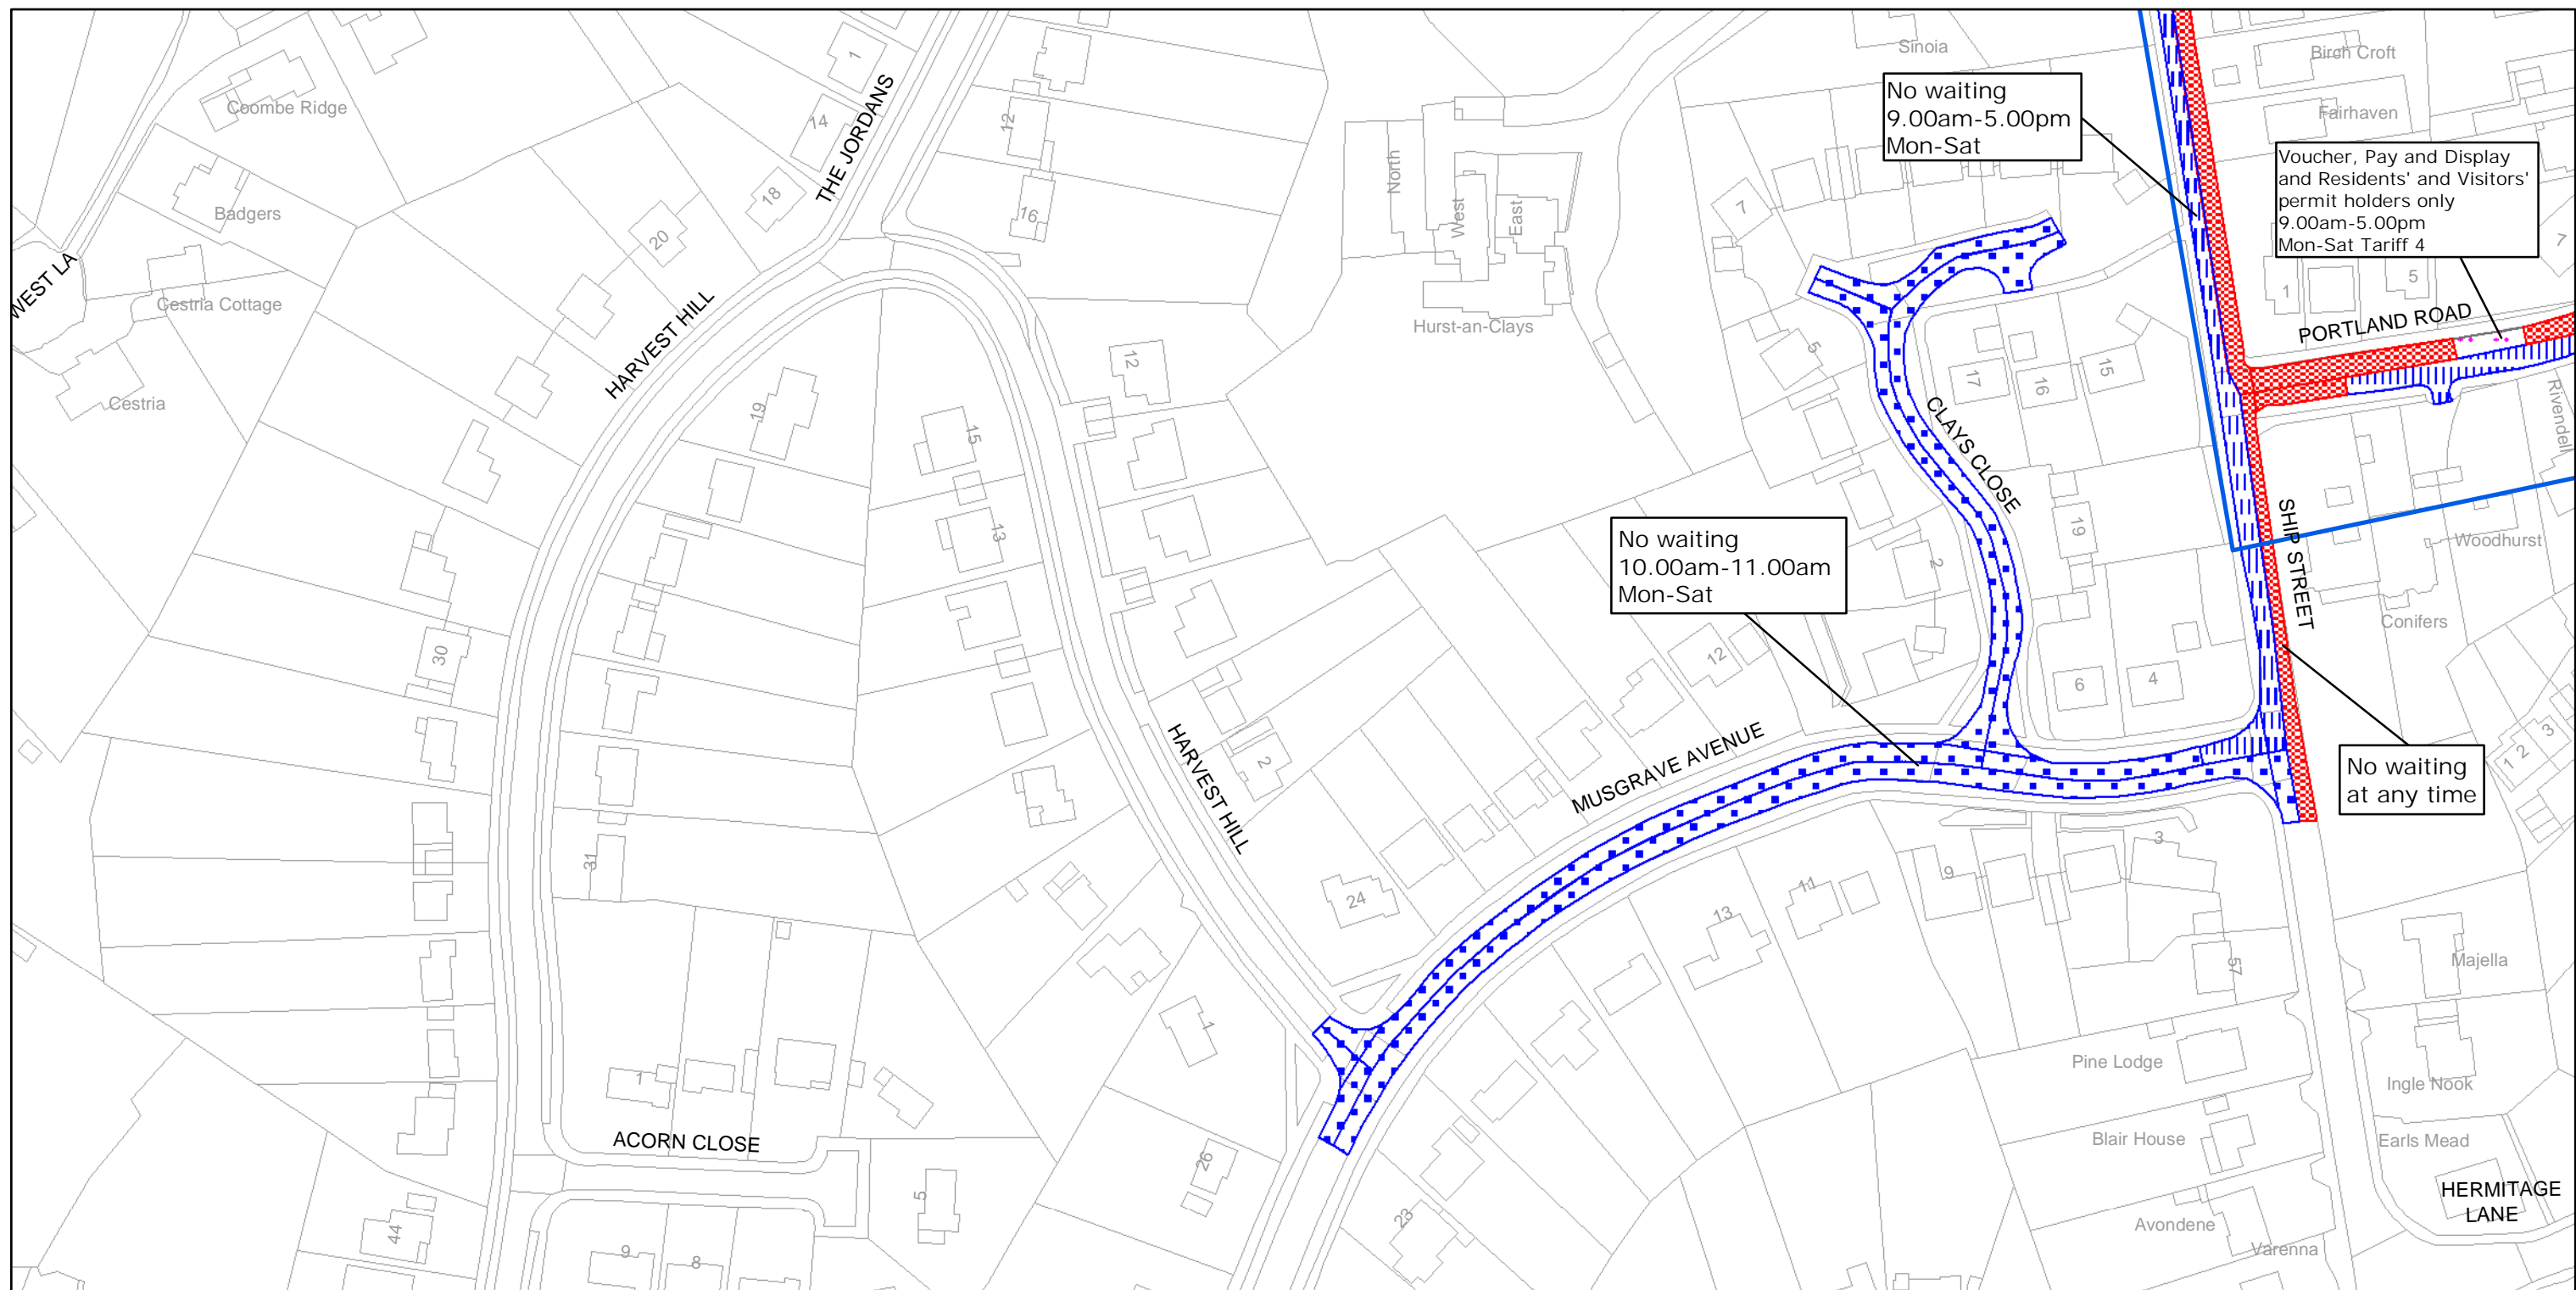 Sinoia
Birch Croft
Coombe Ridge
1
14
THE JORDANS
12
No waiting
9.00am-5.00pm
Mon-Sat
Fairhaven
North
West
East
Voucher, Pay and Display
and Residents' and Visitors'
permit holders only
9.00am-5.00pm
Mon-Sat Tariff 4
Badgers
18
16
7
7
20
WEST LA
Cestria Cottage
HARVEST HILL
Hurst-an-Clays
1
5
PORTLAND ROAD
5
12
17
16
15
Cestria
19
15
CLAYS CLOSE
Rivendell
13
No waiting
10.00am-11.00am
Mon-Sat
2
19
SHIP STREET
Woodhurst
Conifers
30
12
6
4
HARVEST HILL
2
MUSGRAVE AVENUE
No waiting
at any time
1
2
3
31
24
3
9
11
13
57
Majella
1
1
Pine Lodge
Ingle Nook
ACORN CLOSE
Blair House
Earls Mead
26
5
HERMITAGE
LANE
44
23
Avondene
9
8
Varenna